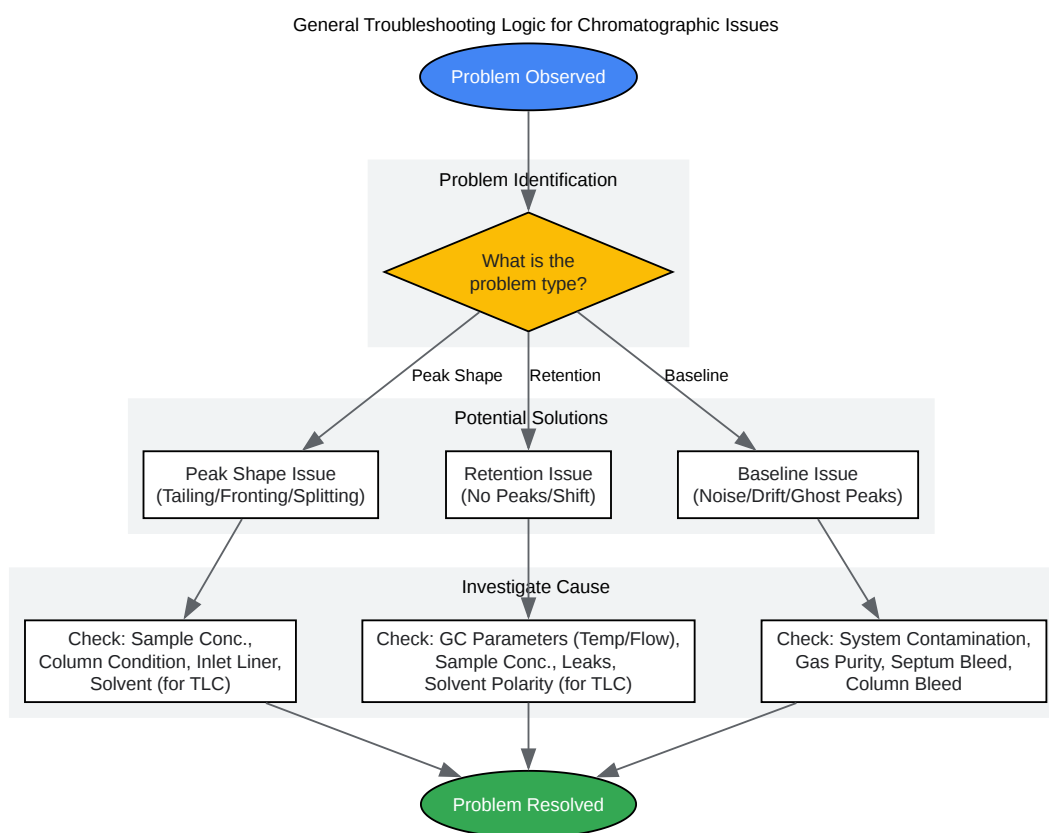 General Troubleshooting Logic for Chromatographic Issues
Problem Observed
Problem Identification
What is the
problem type?
Peak Shape
Retention
Baseline
Potential Solutions
Peak Shape Issue
(Tailing/Fronting/Splitting)
Retention Issue
(No Peaks/Shift)
Baseline Issue
(Noise/Drift/Ghost Peaks)
Investigate Cause
Check: Sample Conc.,
Column Condition, Inlet Liner,
Solvent (for TLC)
Check: GC Parameters (Temp/Flow),
Sample Conc., Leaks,
Solvent Polarity (for TLC)
Check: System Contamination,
Gas Purity, Septum Bleed,
Column Bleed
Problem Resolved